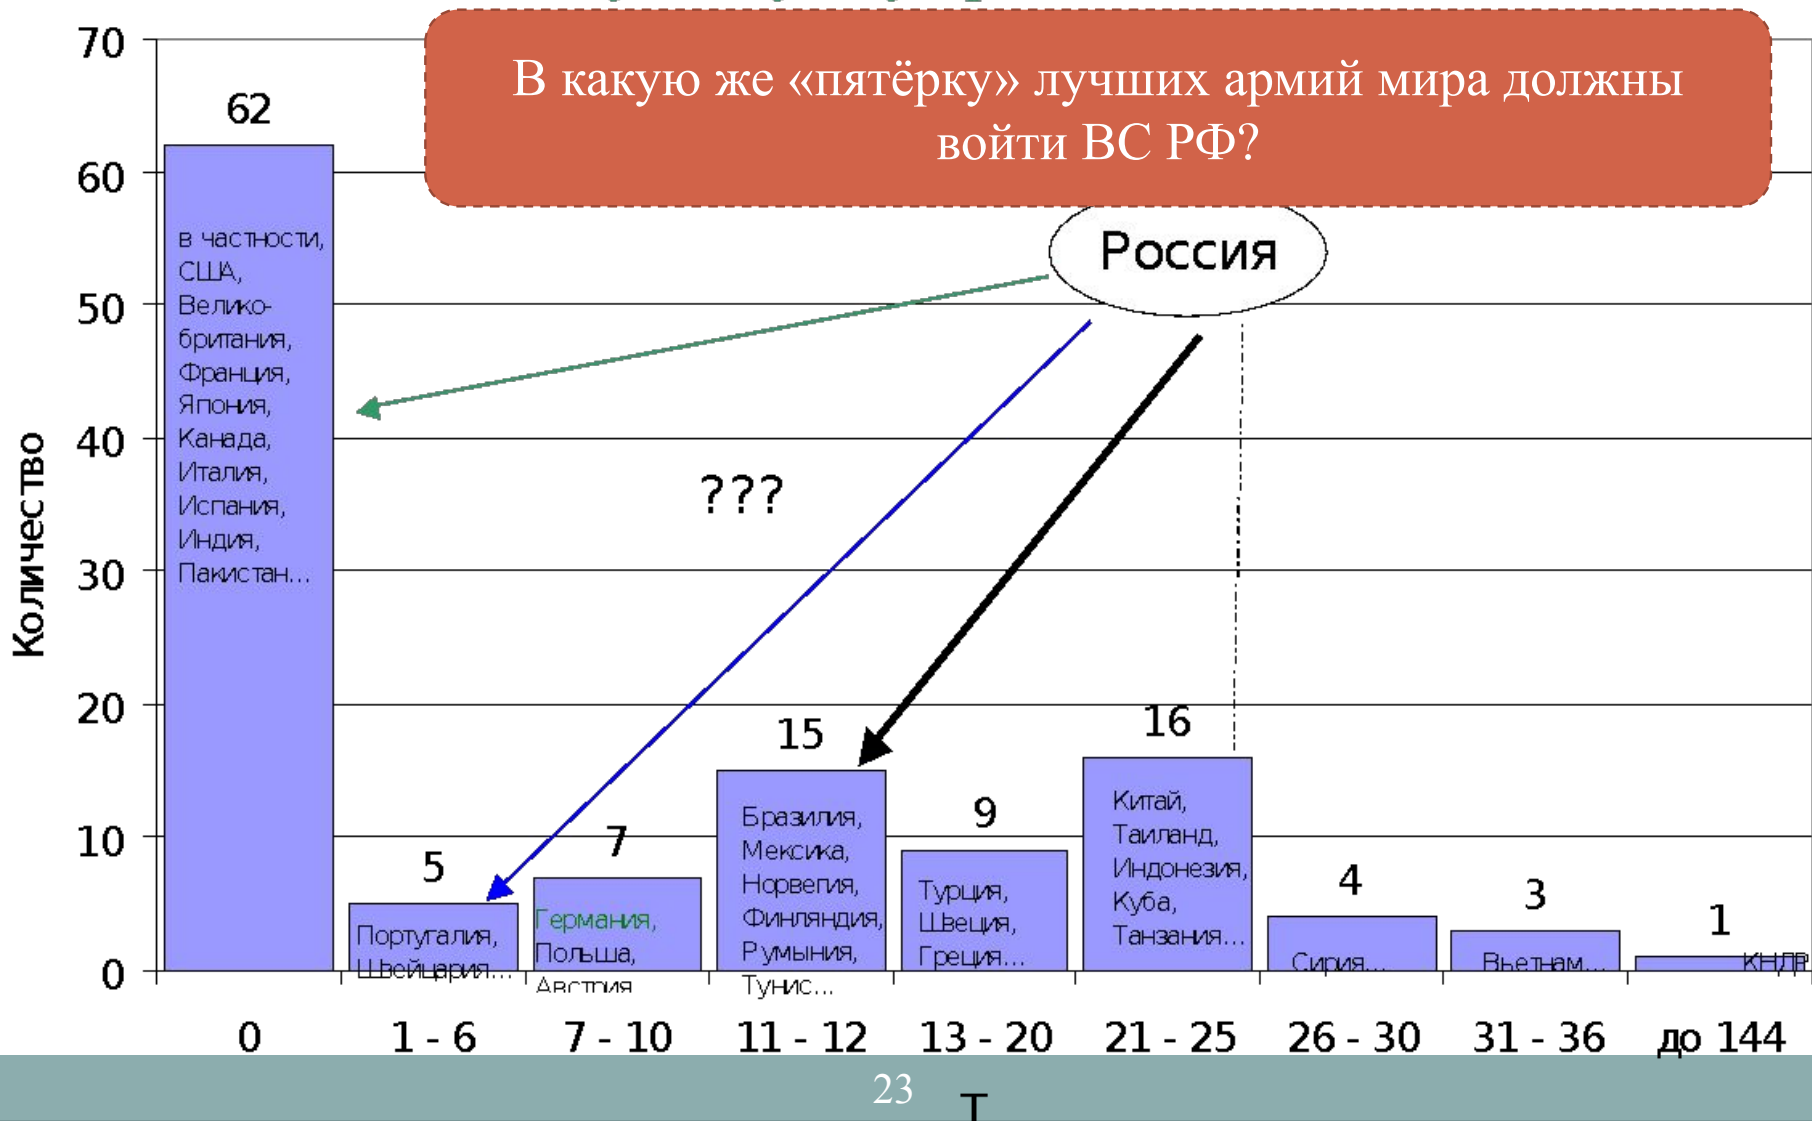 В какую же «пятёрку» лучших армий мира должны
войти ВС РФ?
Россия
???
Количество
70
60
50
40
30
20
10
0
62
в частности,
США,
Велико-
британия,
Франция,
Япония,
Канада,
Италия,
Испания,
Индия,
Пакистан...
5
Португалия,
Швейцария...
7
Германия,
Польша,
Австрия
15
Бразилия,
Мексика,
Норвегия,
Финляндия,
Румыния,
Тунис...
9
Турция,
Швеция,
Греция...
16
Китай,
Таиланд,
Индонезия,
Куба,
Танзания...
4
Сирия...
3
Вьетнам...
1
КНДР
0
1 - 6
7 - 10
11 - 12
13 - 20
21 - 25
26 - 30
31 - 36
до 144
23
Т